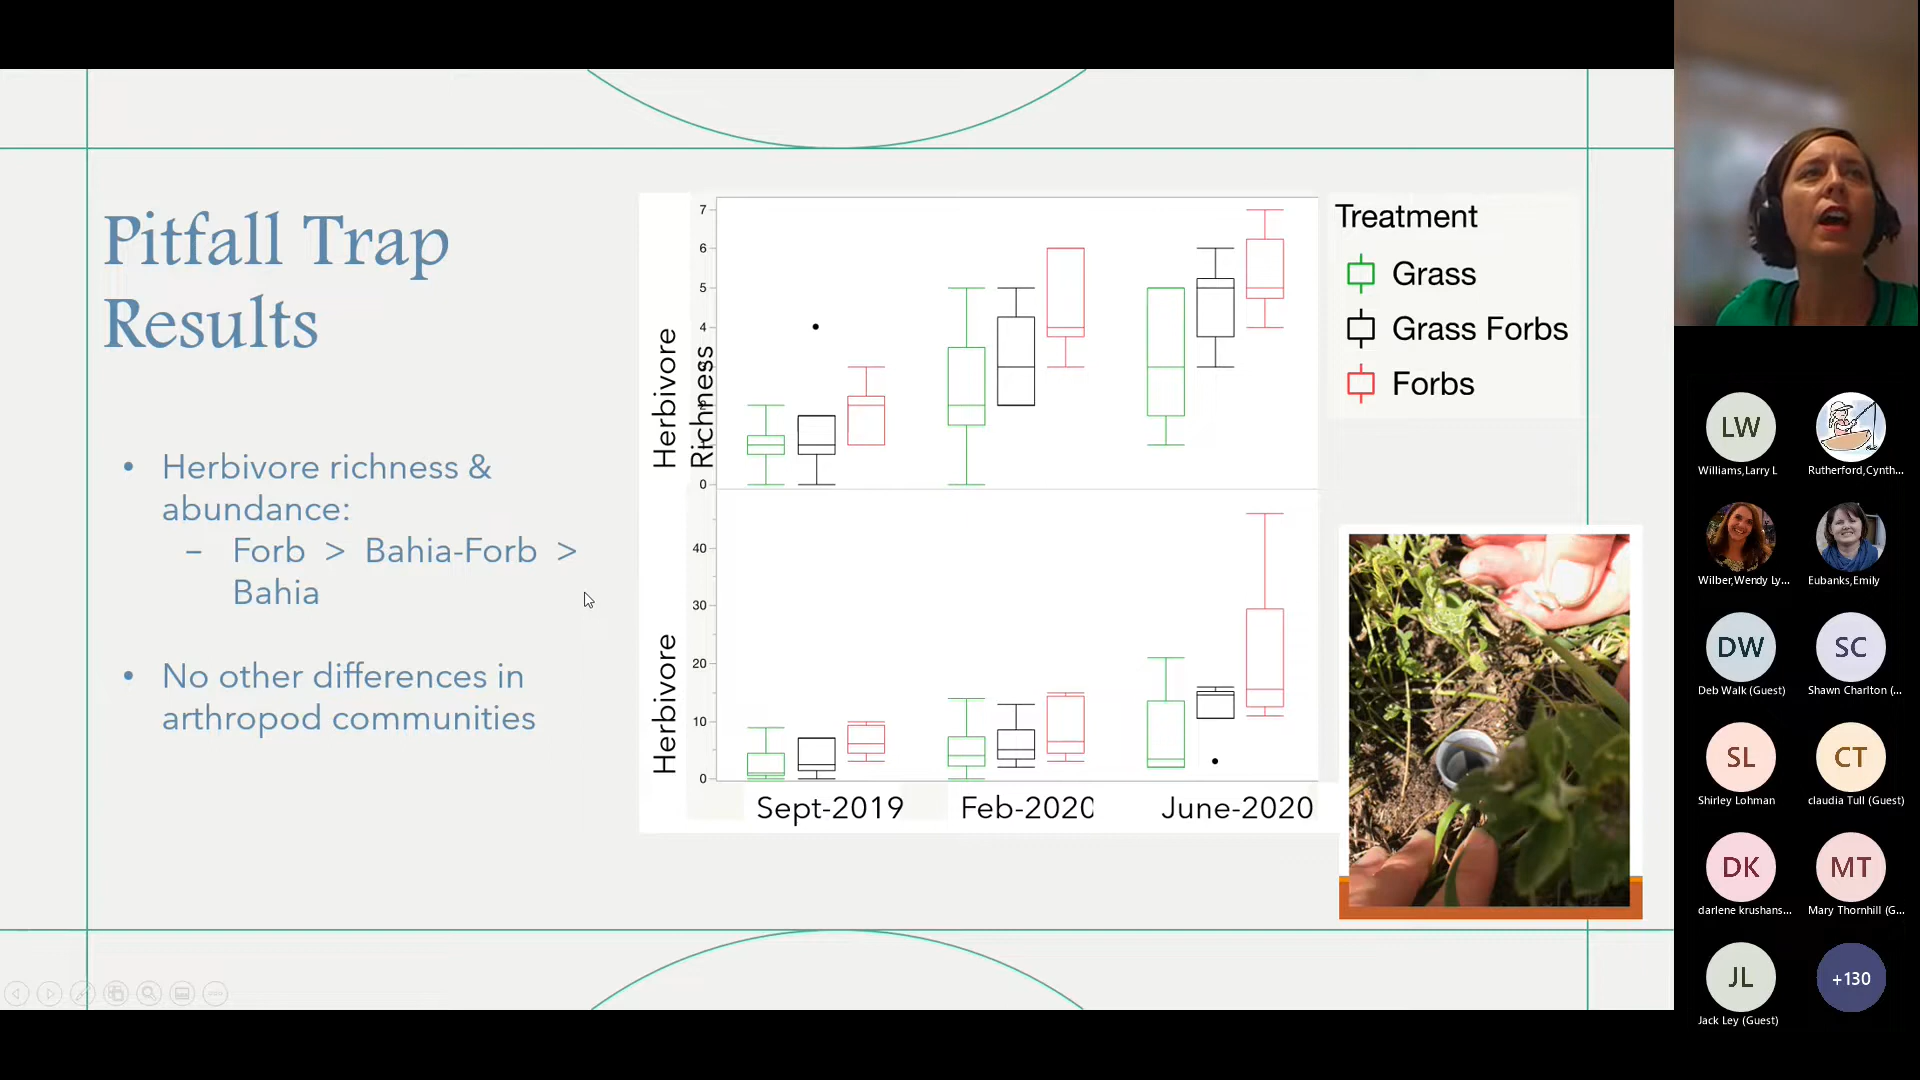 Pitfall Trap
Results
• Herbivore richness &
abundance:
– Forb > Bahia-Forb >
Bahia
• No other differences in
arthropod communities
Herbivore
Richness
7
6
5
4
0
Herbivore
40
30
20
10
0
Sept-2019
Feb-2020
June-2020
Treatment
Grass
Grass Forbs
Forbs
LW
Williams,Larry L
Rutherford,Cynth...
Wilber,Wendy Ly...
Eubanks,Emily
DW
Deb Walk (Guest)
SC
Shawn Charlton (...
SL
Shirley Lohman
CT
claudia Tull (Guest)
DK
darlene krushans...
MT
Mary Thornhill (G...
JL
Jack Ley (Guest)
+130